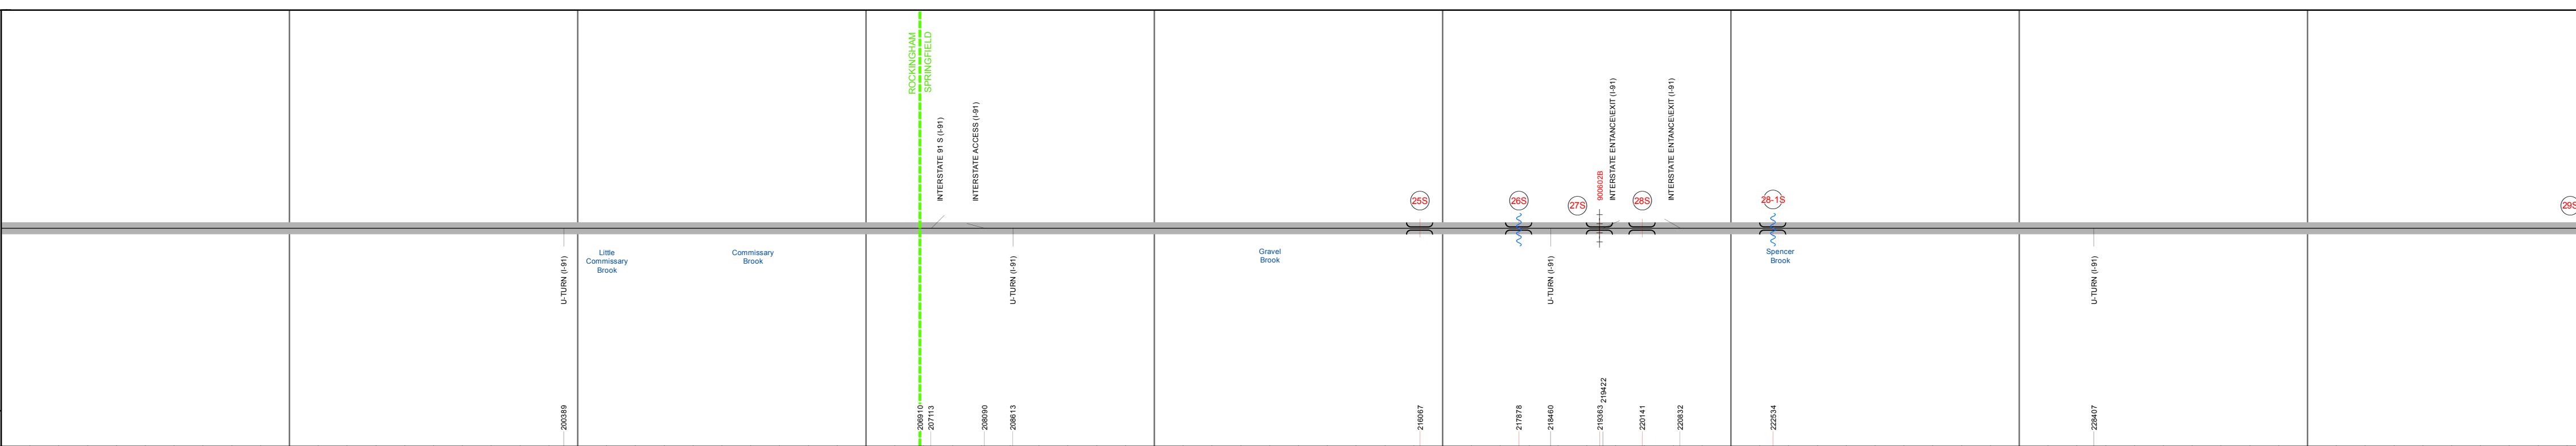 ROCKINGHAM
SPRINGFIELD
INTERSTATE 91 S (I-91)
INTERSTATE ACCESS (I-91)
900602B
INTERSTATE ENTANCE\EXIT (I-91)
INTERSTATE ENTANCE\EXIT (I-91)
25S
26S
27S
28S
28-1S
29S
U-TURN (I-91)
Little
Commissary
Brook
Commissary
Brook
U-TURN (I-91)
Gravel
Brook
U-TURN (I-91)
Spencer
Brook
U-TURN (I-91)
200389
206910
207113
208090
208613
216067
217878
218460
219363
219422
220141
220832
222534
228407